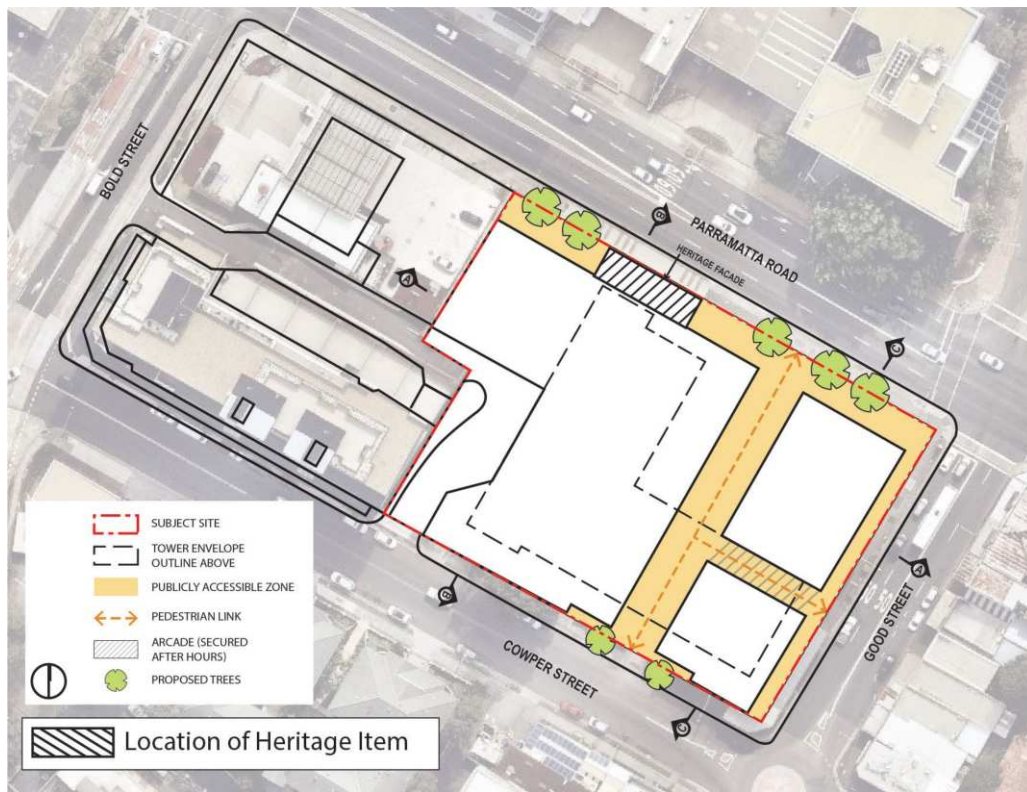 BOLD STREET
B
PARRAMATTA ROAD
HERITAGE FACADE
A
C
SUBJECT SITE
TOWER ENVELOPE
OUTLINE ABOVE
PUBLICLY ACCESSIBLE ZONE
PEDESTRIAN LINK
ARCADE (SECURED
AFTER HOURS)
PROPOSED TREES
A
GOOD STREET
B
COWPER STREET
C
Location of Heritage Item